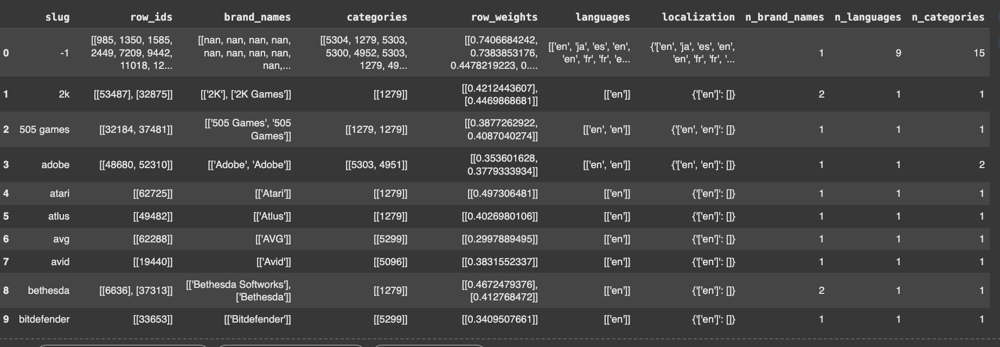 slug row_ids brand_names categories row_weights languages localization n_brand_names n_languages n_categories
[[985, 1350, 1585, [[nan, nan, nan, nan, [[5304, 1279, 5303, [[0.7406684242,
[['en', 'ja', 'es', 'en', {'['en', 'ja', 'es', 'en',
0 -1 2449, 7209, 9442, nan, nan, nan, nan, 5300, 4952, 5303, 0.7383853176, 1 9 15
'en', 'fr', 'fr', 'e... 'en', 'fr', 'fr', '...
11018, 12... nan,... 1279, 49... 0.4478219223, 0....
[[0.4212443607],
1 2k [[53487], [32875]] [['2K'], ['2K Games']] [[1279]] [['en']] {'['en']': []} 2 1 1
[0.4469868681]]
[['505 Games', '505 [[0.3877262922,
2 505 games [[32184, 37481]] [[1279, 1279]] [['en', 'en']] {'['en', 'en']': []} 1 1 1
Games']] 0.4087040274]]
[[0.353601628,
3 adobe [[48680, 52310]] [['Adobe', 'Adobe']] [[5303, 4951]] [['en', 'en']] {'['en', 'en']': []} 1 1 2
0.3779333934]]
4 atari [[62725]] [['Atari']] [[1279]] [[0.497306481]] [['en']] {'['en']': []} 1 1 1
5 atlus [[49482]] [['Atlus']] [[1279]] [[0.4026980106]] [['en']] {'['en']': []} 1 1 1
6 avg [[62288]] [['AVG']] [[5299]] [[0.2997889495]] [['en']] {'['en']': []} 1 1 1
7 avid [[19440]] [['Avid']] [[5096]] [[0.3831552337]] [['en']] {'['en']': []} 1 1 1
[['Bethesda Softworks'], [[0.4672479376],
8 bethesda [[6636], [37313]] [[1279]] [['en']] {'['en']': []} 2 1 1
['Bethesda']] [0.412768472]]
9 bitdefender [[33653]] [['Bitdefender']] [[5299]] [[0.3409507661]] [['en']] {'['en']': []} 1 1 1